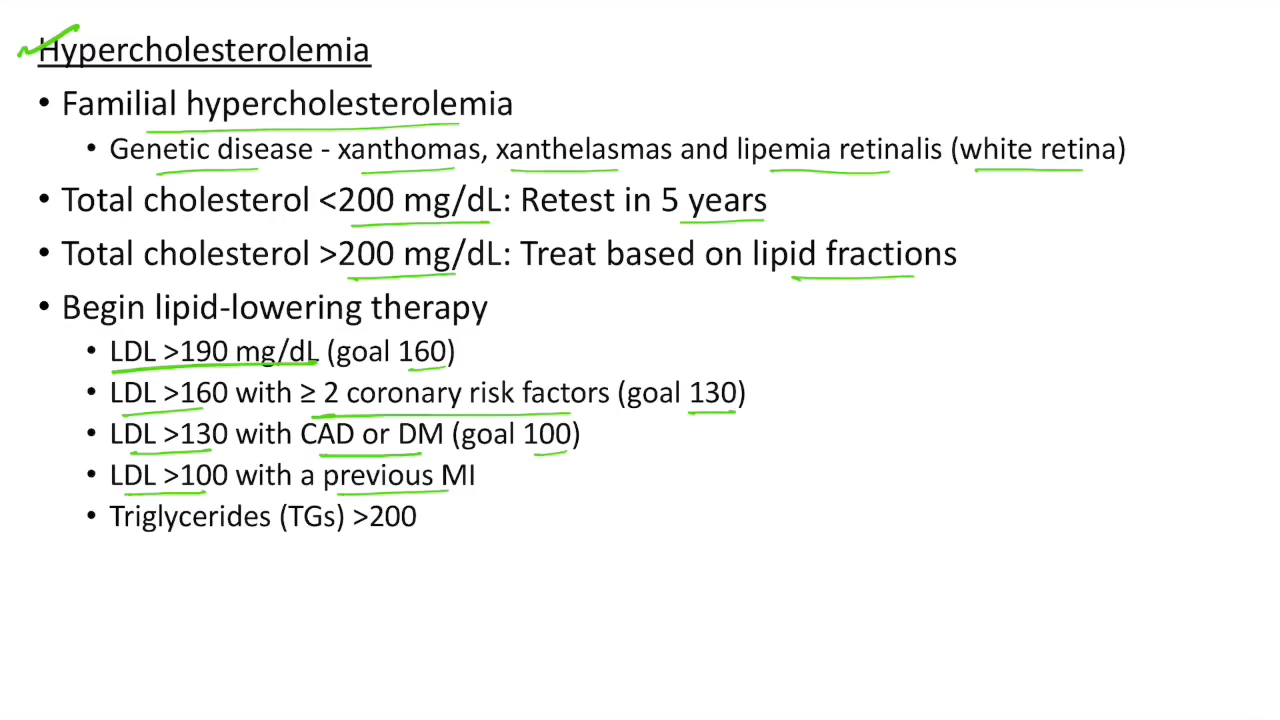 Hypercholesterolemia
• Familial hypercholesterolemia
• Genetic disease - xanthomas, xanthelasmas and lipemia retinalis (white retina)
• Total cholesterol <200 mg/dL: Retest in 5 years
• Total cholesterol >200 mg/dL: Treat based on lipid fractions
• Begin lipid-lowering therapy
• LDL >190 mg/dL (goal 160)
• LDL >160 with ≥ 2 coronary risk factors (goal 130)
• LDL >130 with CAD or DM (goal 100)
• LDL >100 with a previous MI
• Triglycerides (TGs) >200